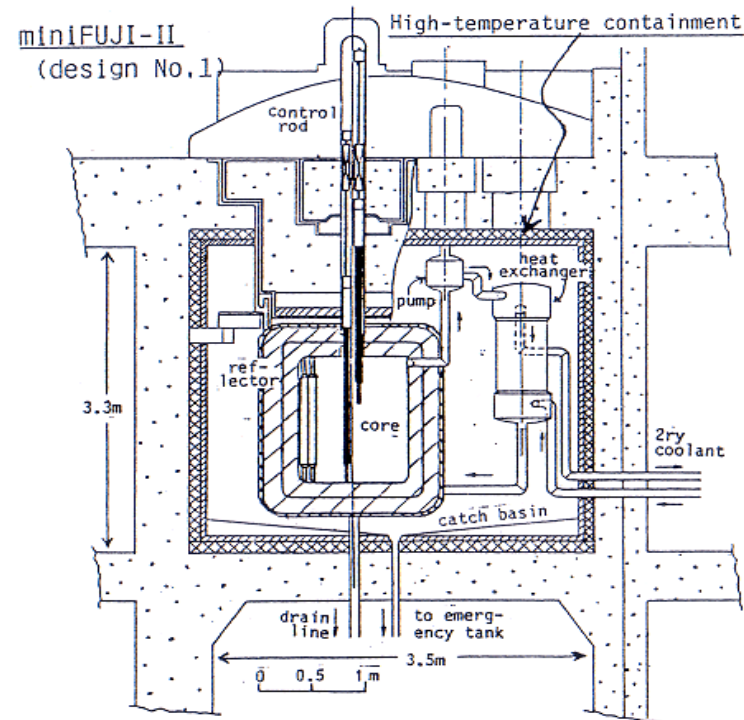 miniFUJI-II
(design No.1)
High-temperature containment
control
rod
heat
exchanger
pump
ref-
lector
3.3m
core
2ry
coolant
catch basin
drain
line
to emerg-
ency tank
3.5m
0 0.5 1 m